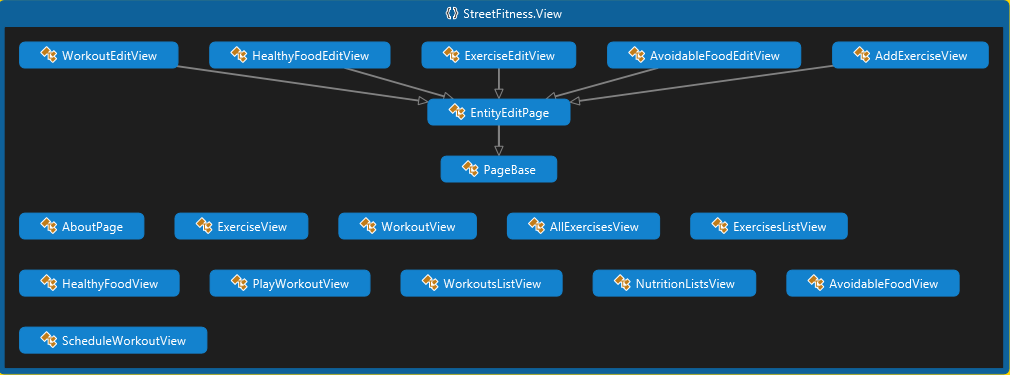 StreetFitness.View
WorkoutEditView HealthyFoodEditView ExerciseEditView AvoidableFoodEditView AddExerciseView
EntityEditPage
PageBase
AboutPage ExerciseView WorkoutView AllExercisesView ExercisesListView
HealthyFoodView PlayWorkoutView WorkoutsListView NutritionListsView AvoidableFoodView
ScheduleWorkoutView